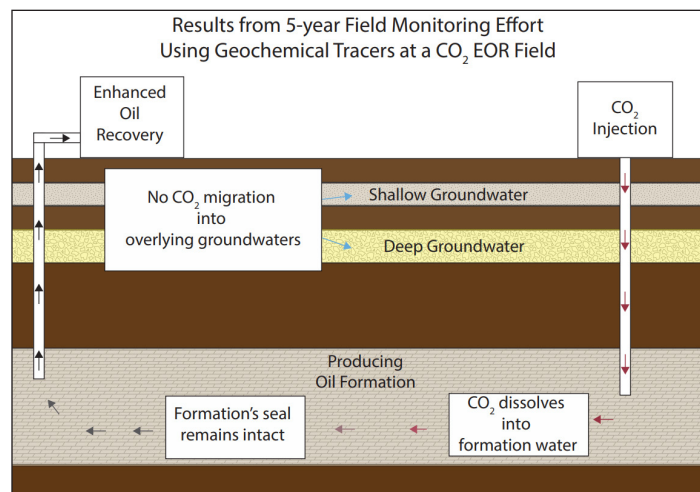 Results from 5-year Field Monitoring Effort
Using Geochemical Tracers at a CO₂ EOR Field
Enhanced
Oil
Recovery
CO₂
Injection
No CO₂ migration
into
overlying groundwaters
Shallow Groundwater
Deep Groundwater
Producing
Oil Formation
Formation's seal
remains intact
CO₂ dissolves
into
formation water